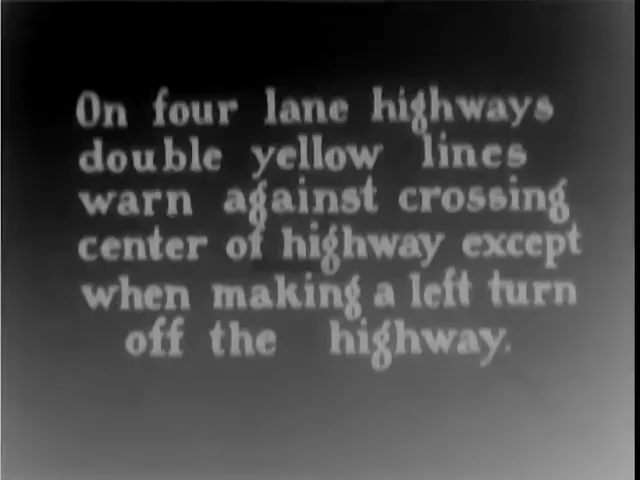 On four lane highways
double yellow lines
warn against crossing
center of highway except
when making a left turn
off the highway.